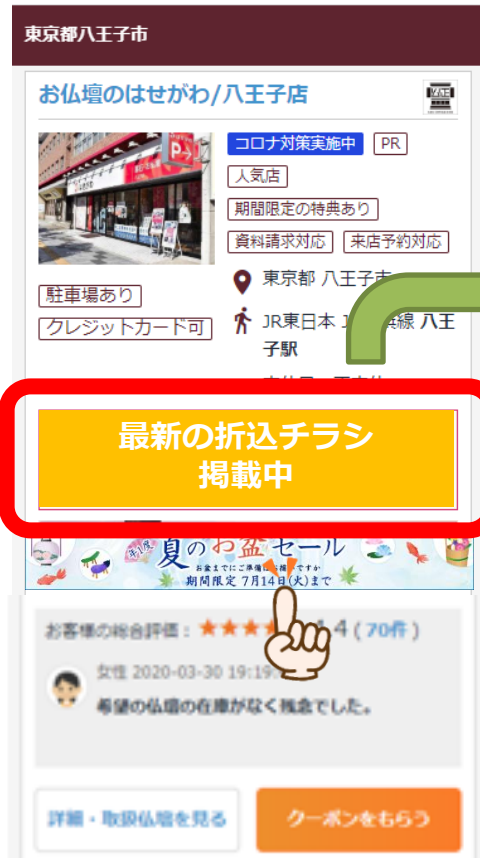 東京都八王子市
お仏壇のはせがわ/八王子店
コロナ対策実施中 PR
人気店
期間限定の特典あり
資料請求対応 来店予約対応
駐車場あり
クレジットカード可
東京都 八王子市
JR東日本 J 浜線 八王
子駅
最新の折込チラシ
掲載中
年に1度 夏のお盆セール
期間限定 7月14日(火)まで
お客様の総合評価：★★★★ 4 (70件)
女性 2020-03-30 19:19
希望の仏壇の在庫がなく残念でした。
詳細・取扱仏壇を見る クーポンをもらう